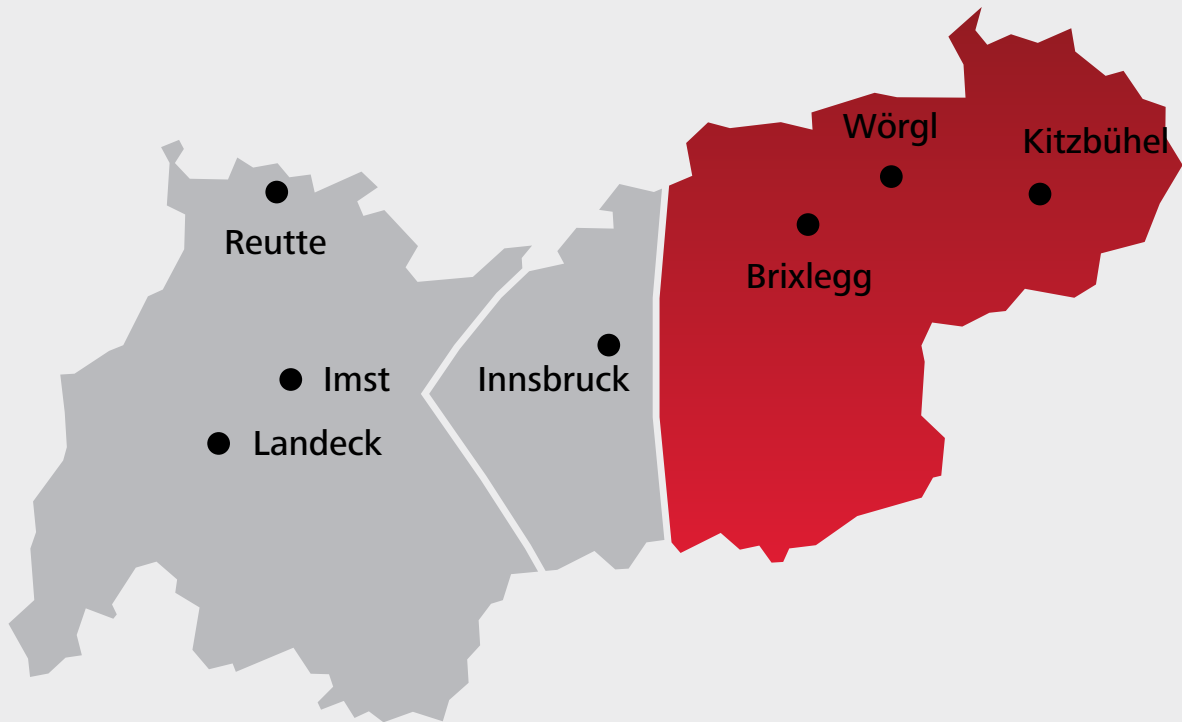 Wörgl
Kitzbühel
Reutte
Brixlegg
Imst
Innsbruck
Landeck